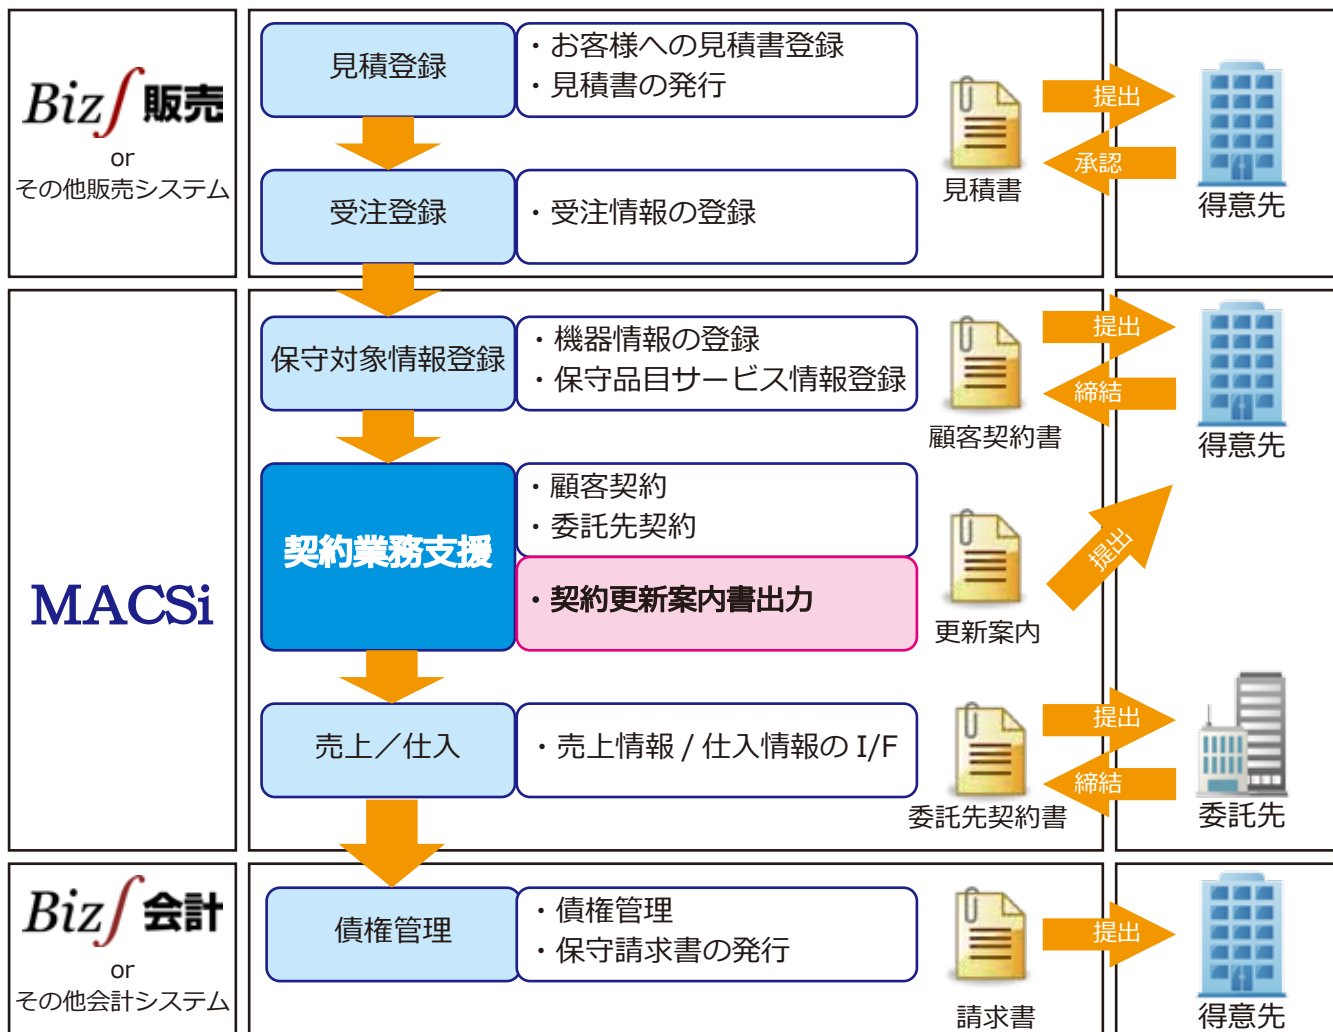 Biz∫ 販売
or
その他販売システム
見積登録
・お客様への見積書登録
・見積書の発行
受注登録
・受注情報の登録
見積書
提出
承認
得意先
MACSi
保守対象情報登録
・機器情報の登録
・保守品目サービス情報登録
顧客契約書
提出
締結
得意先
契約業務支援
・顧客契約
・委託先契約
・契約更新案内書出力
更新案内
提出
売上／仕入
・売上情報 / 仕入情報の I/F
委託先契約書
提出
締結
委託先
Biz∫ 会計
or
その他会計システム
債権管理
・債権管理
・保守請求書の発行
請求書
提出
得意先